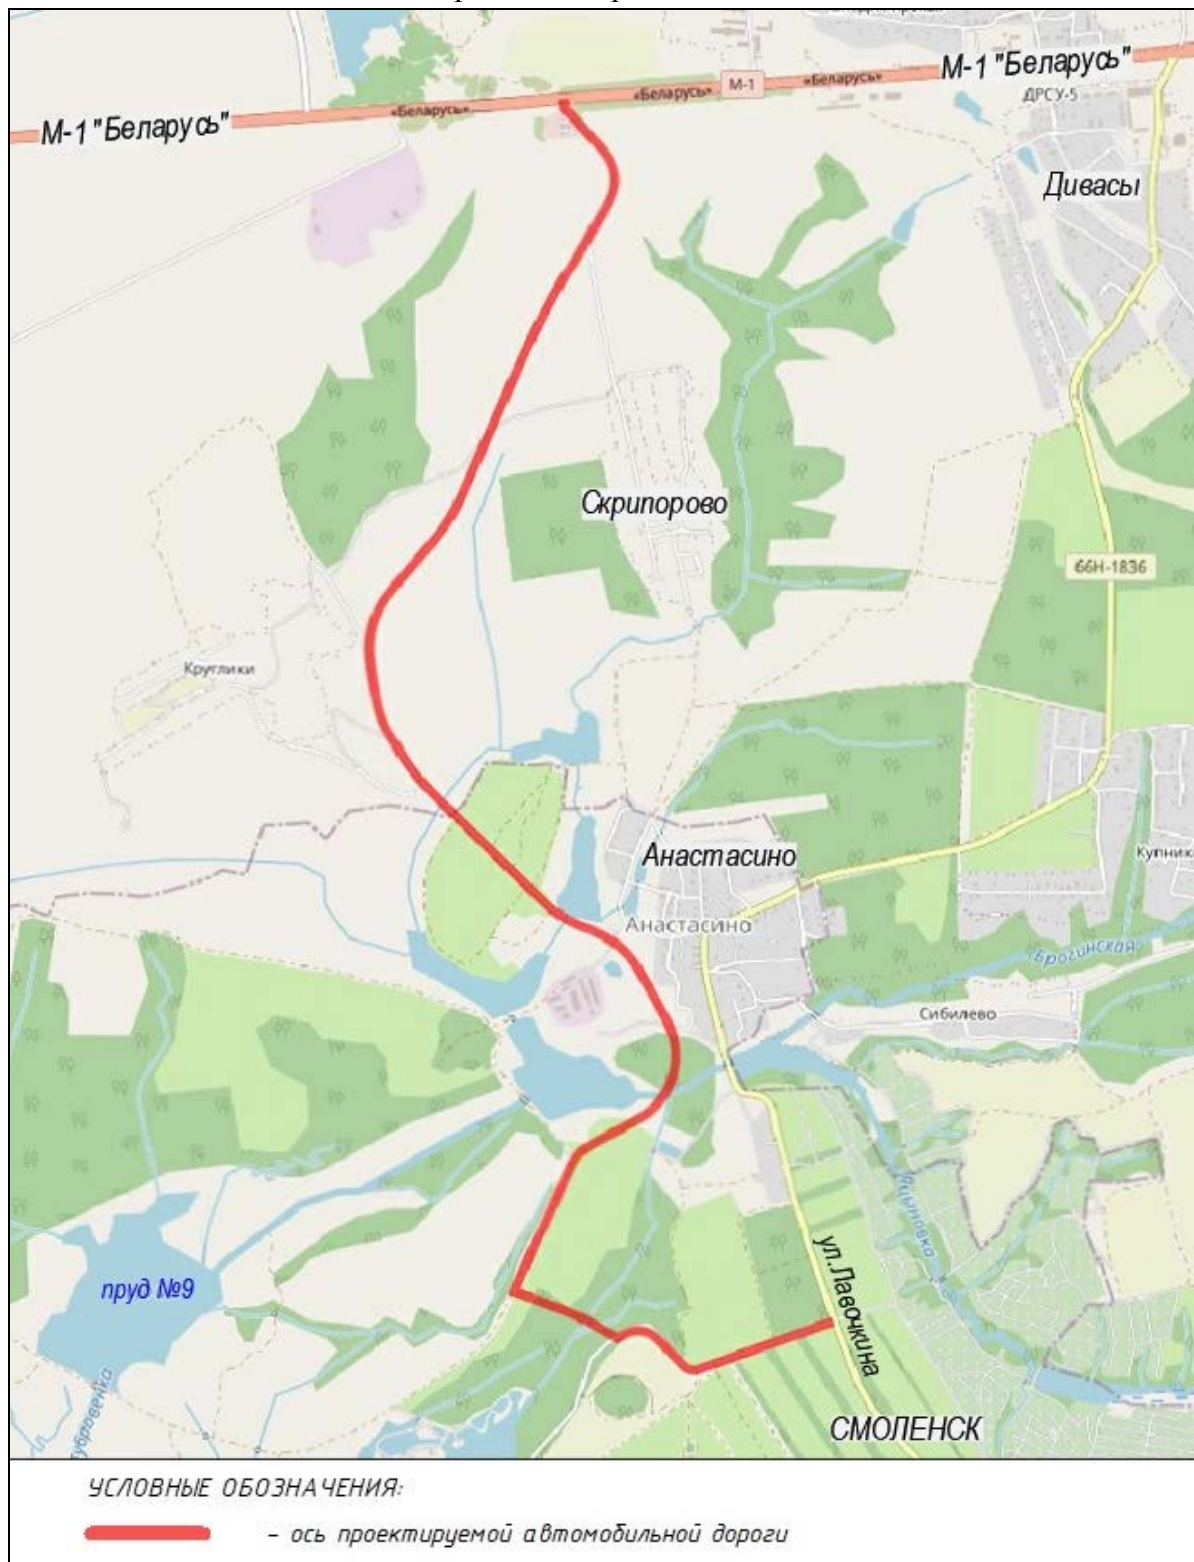 М-1 "Беларусь"
«Беларусь»
М-1
«Беларусь»
ДРСУ-5
«Беларусь»
М-1 "Беларусь"
Дивасы
Скрипорово
66Н-1836
Круглики
Анастасино
Купник
Анастасино
Брогинская
Сибилево
Ясыновка
пруд №9
ул.Лавочкина
СМОЛЕНСК
УСЛОВНЫЕ ОБОЗНАЧЕНИЯ:
- ось проектируемой автомобильной дороги